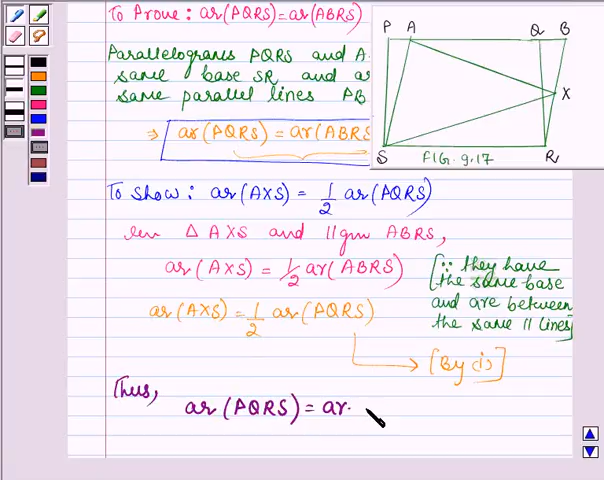 To Prove: ar(PQRS) = ar(ABRS)
Parallelograms PQRS and A
same base SR and ar
same parallel lines PB
⇒ ar(PQRS) = ar(ABRS
P A Q B
X
S R
FIG. 9.17
To Show: ar(AXS) = 1/2 ar(PQRS)
In Δ AXS and ||gm ABRS,
ar(AXS) = 1/2 ar(ABRS)
[∵ they have
the same base
and are between
the same || lines]
ar(AXS) = 1/2 ar(PQRS)
[By (i)]
Thus,
ar(PQRS) = ar.